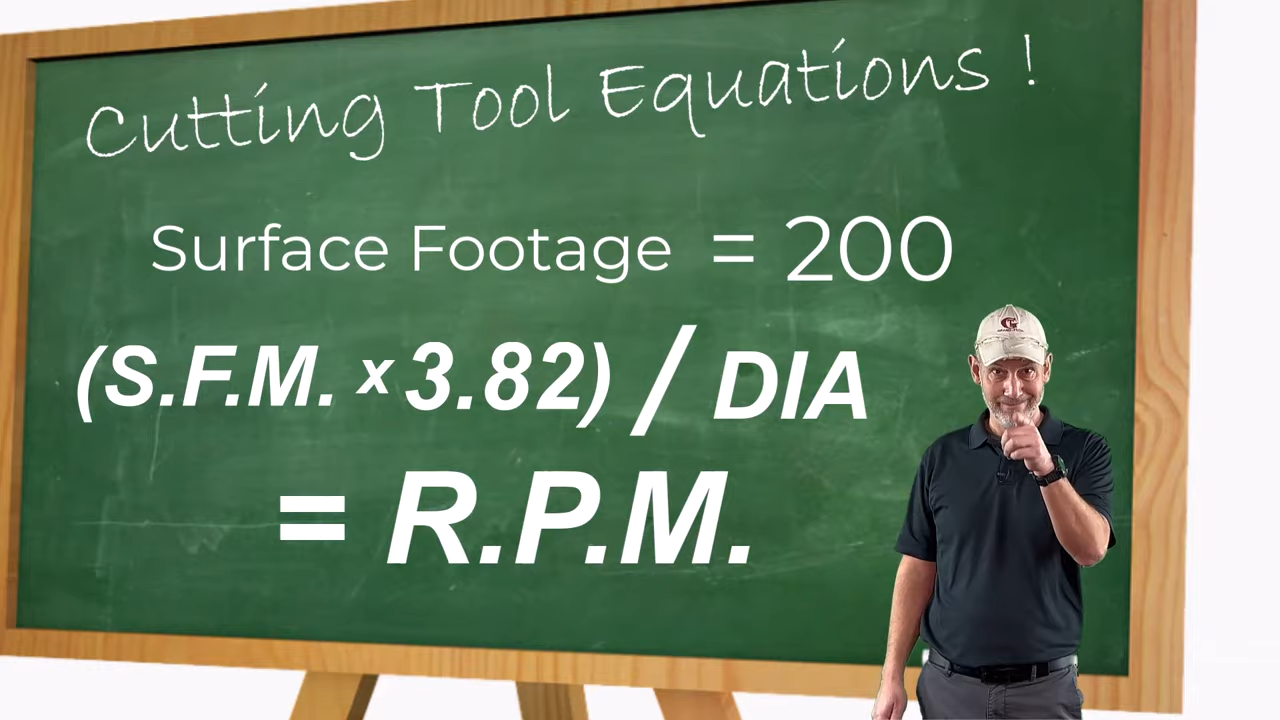 Cutting Tool Equations !
Surface Footage = 200
(S.F.M. x 3.82) / DIA
= R.P.M.